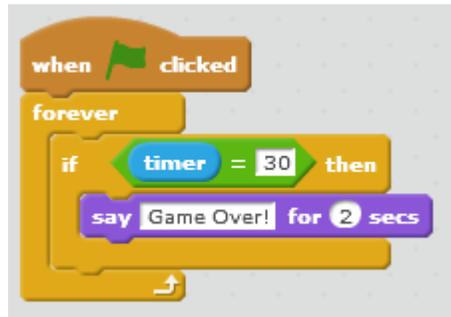 when clicked
forever
if timer = 30 then
say Game Over! for 2 secs